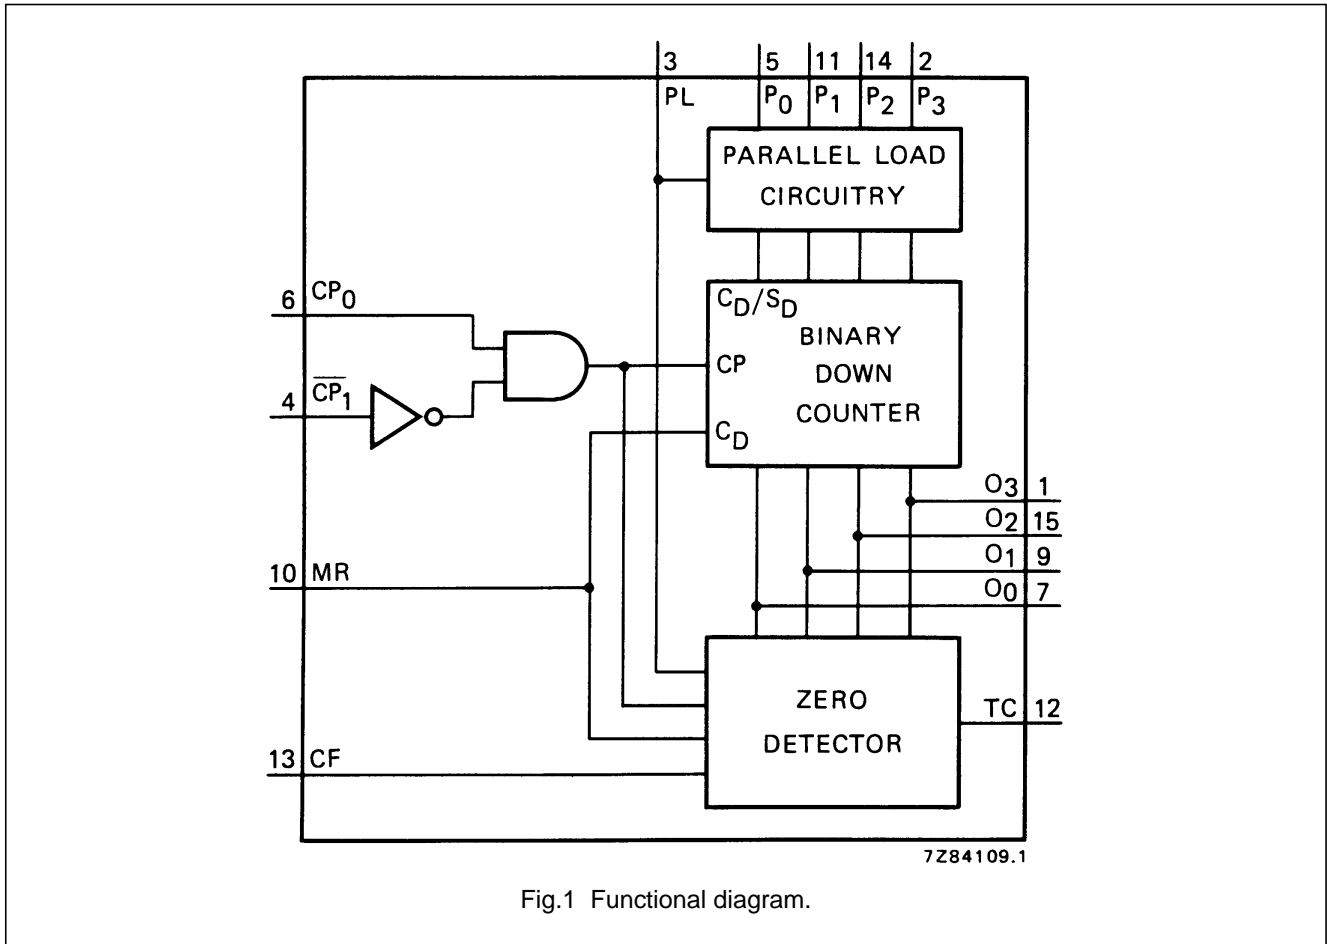 3 5 11 14 2
PL P0 P1 P2 P3
PARALLEL LOAD
CIRCUITRY
6 CP0
CD/SD
BINARY
CP
DOWN
4 C̅P̅1
COUNTER
CD
O3 1
O2 15
O1 9
O0 7
10 MR
ZERO
TC 12
DETECTOR
13 CF
7Z84109.1
Fig.1 Functional diagram.